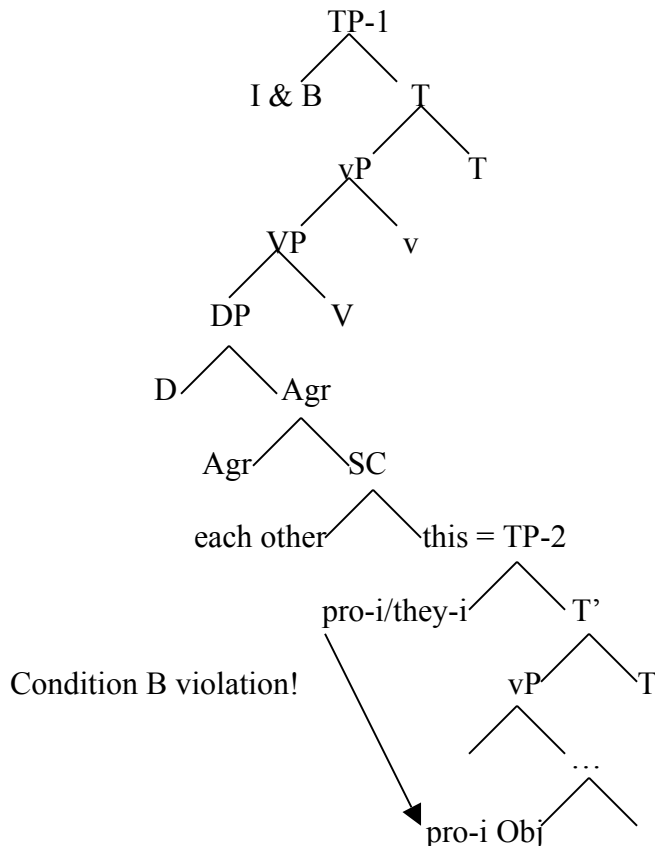 TP-1
I & B T
vP T
VP v
DP V
D Agr
Agr SC
each other this = TP-2
pro-i/they-i T’
Condition B violation! vP T
…
pro-i Obj